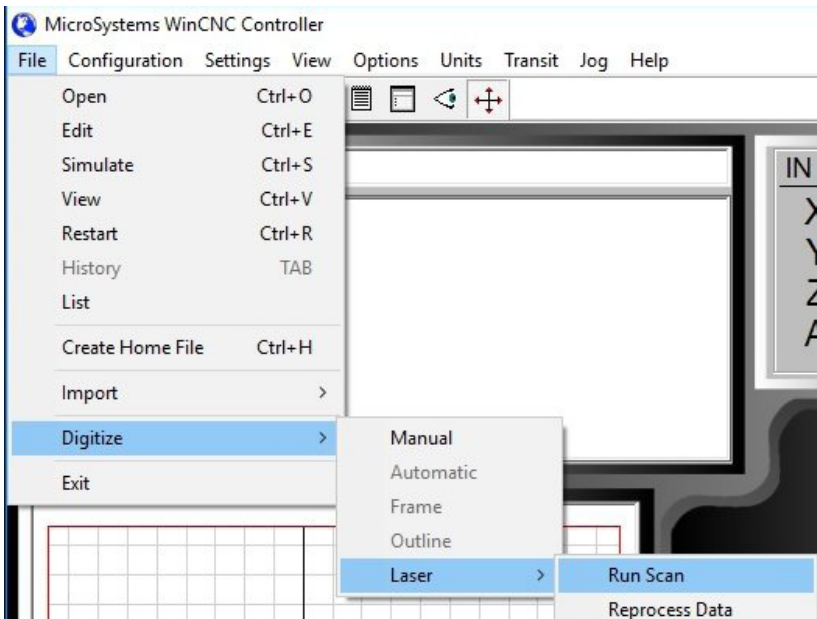 MicroSystems WinCNC Controller
File Configuration Settings View Options Units Transit Jog Help
Open Ctrl+O
Edit Ctrl+E
Simulate Ctrl+S
View Ctrl+V
Restart Ctrl+R
History TAB
List
Create Home File Ctrl+H
Import
Digitize
Exit
Manual
Automatic
Frame
Outline
Laser
Run Scan
Reprocess Data
IN
X
Y
Z
A